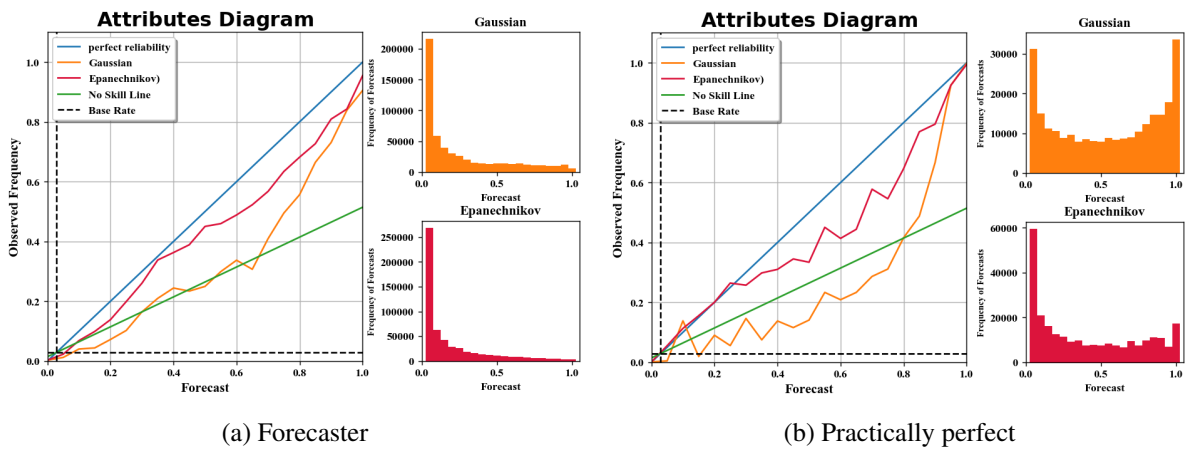 Attributes Diagram
perfect reliability
Gaussian
Epanechnikov)
No Skill Line
Base Rate
Observed Frequency
1.0
0.8
0.6
0.4
0.2
0.0
0.0 0.2 0.4 0.6 0.8 1.0
Forecast
Gaussian
Frequency of Forecasts
200000
150000
100000
50000
0
0.0 0.5 1.0
Forecast
Epanechnikov
Frequency of Forecasts
250000
200000
150000
100000
50000
0
0.0 0.5 1.0
Forecast
(a) Forecaster
Attributes Diagram
perfect reliability
Gaussian
Epanechnikov)
No Skill Line
Base Rate
Observed Frequency
1.0
0.8
0.6
0.4
0.2
0.0
0.0 0.2 0.4 0.6 0.8 1.0
Forecast
Gaussian
Frequency of Forecasts
30000
20000
10000
0
0.0 0.5 1.0
Forecast
Epanechnikov
Frequency of Forecasts
60000
40000
20000
0
0.0 0.5 1.0
Forecast
(b) Practically perfect